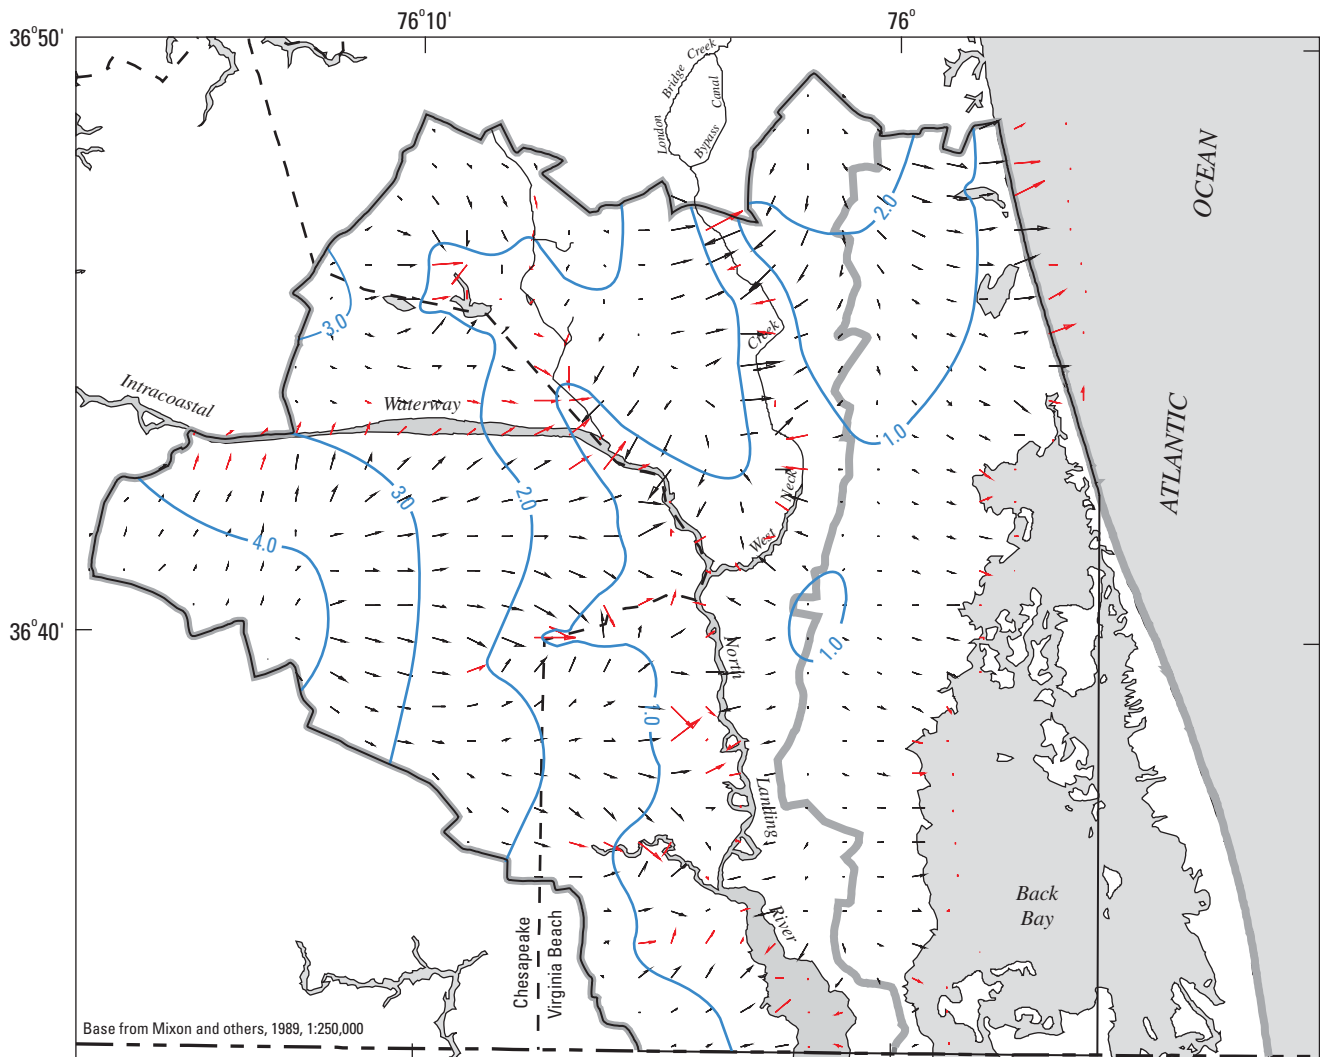 76°10'
76°
36°50'
London
Bridge
Creek
Bypass
Canal
OCEAN
ATLANTIC
2.0
3.0
Intracoastal
Waterway
Creek
1.0
3.0
2.0
4.0
Neck
West
36°40'
North
1.0
1.0
Landing
River
Back
Bay
Chesapeake
Virginia Beach
Base from Mixon and others, 1989, 1:250,000